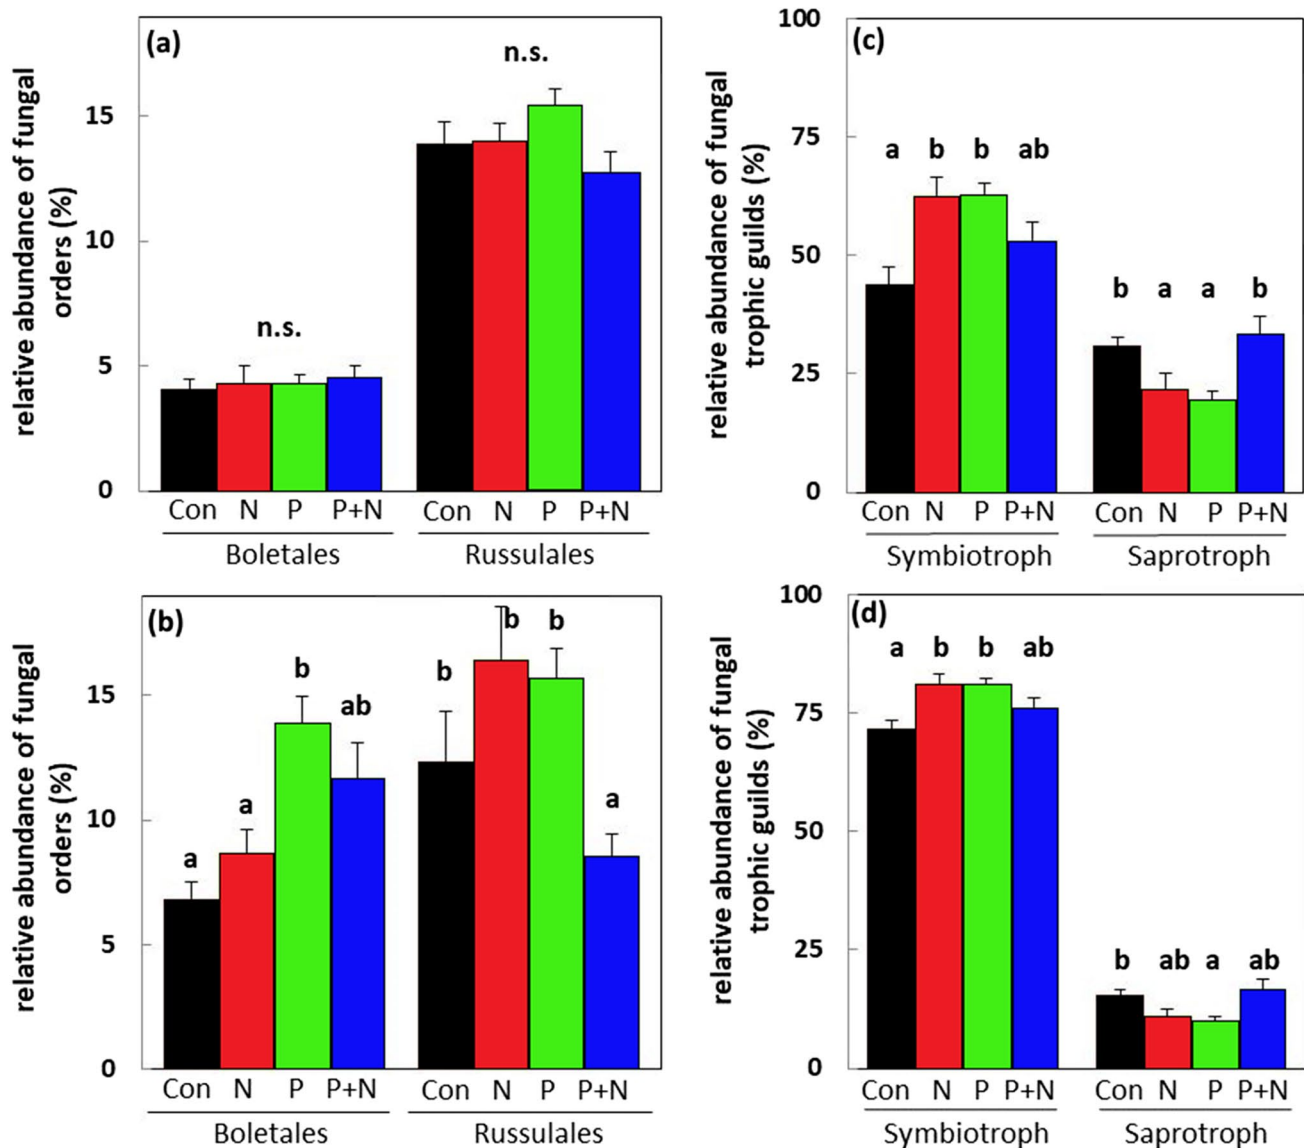 (a)
relative abundance of fungal
orders (%)
15
10
5
0
n.s.
n.s.
Con N P P+N Con N P P+N
Boletales Russulales
(c)
relative abundance of fungal
trophic guilds (%)
100
75
50
25
0
a b b ab
b a a b
Con N P P+N Con N P P+N
Symbiotroph Saprotroph
(b)
relative abundance of fungal
orders (%)
15
10
5
0
a a b ab
b b b a
Con N P P+N Con N P P+N
Boletales Russulales
(d)
relative abundance of fungal
trophic guilds (%)
100
75
50
25
0
a b b ab
b ab a ab
Con N P P+N Con N P P+N
Symbiotroph Saprotroph